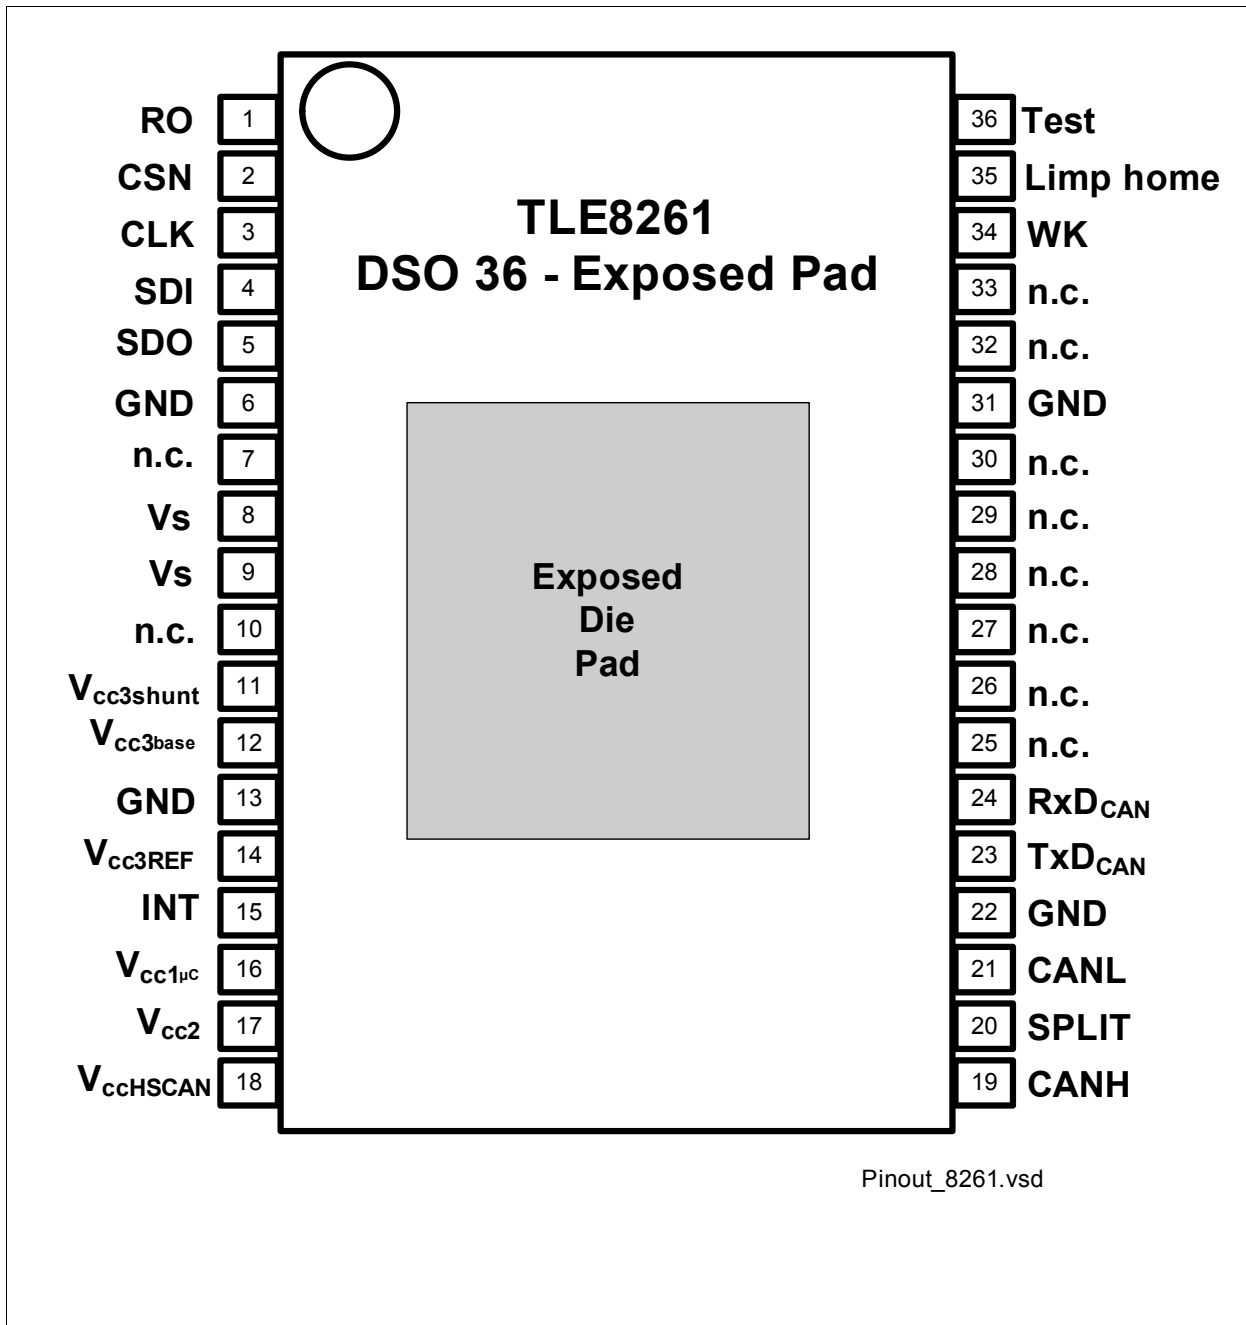 RO 1
CSN 2
CLK 3
SDI 4
SDO 5
GND 6
n.c. 7
Vs 8
Vs 9
n.c. 10
Vcc3shunt 11
Vcc3base 12
GND 13
Vcc3REF 14
INT 15
Vcc1µC 16
Vcc2 17
VccHSCAN 18
TLE8261
DSO 36 - Exposed Pad
Exposed
Die
Pad
36 Test
35 Limp home
34 WK
33 n.c.
32 n.c.
31 GND
30 n.c.
29 n.c.
28 n.c.
27 n.c.
26 n.c.
25 n.c.
24 RxDCAN
23 TxDCAN
22 GND
21 CANL
20 SPLIT
19 CANH
Pinout_8261.vsd